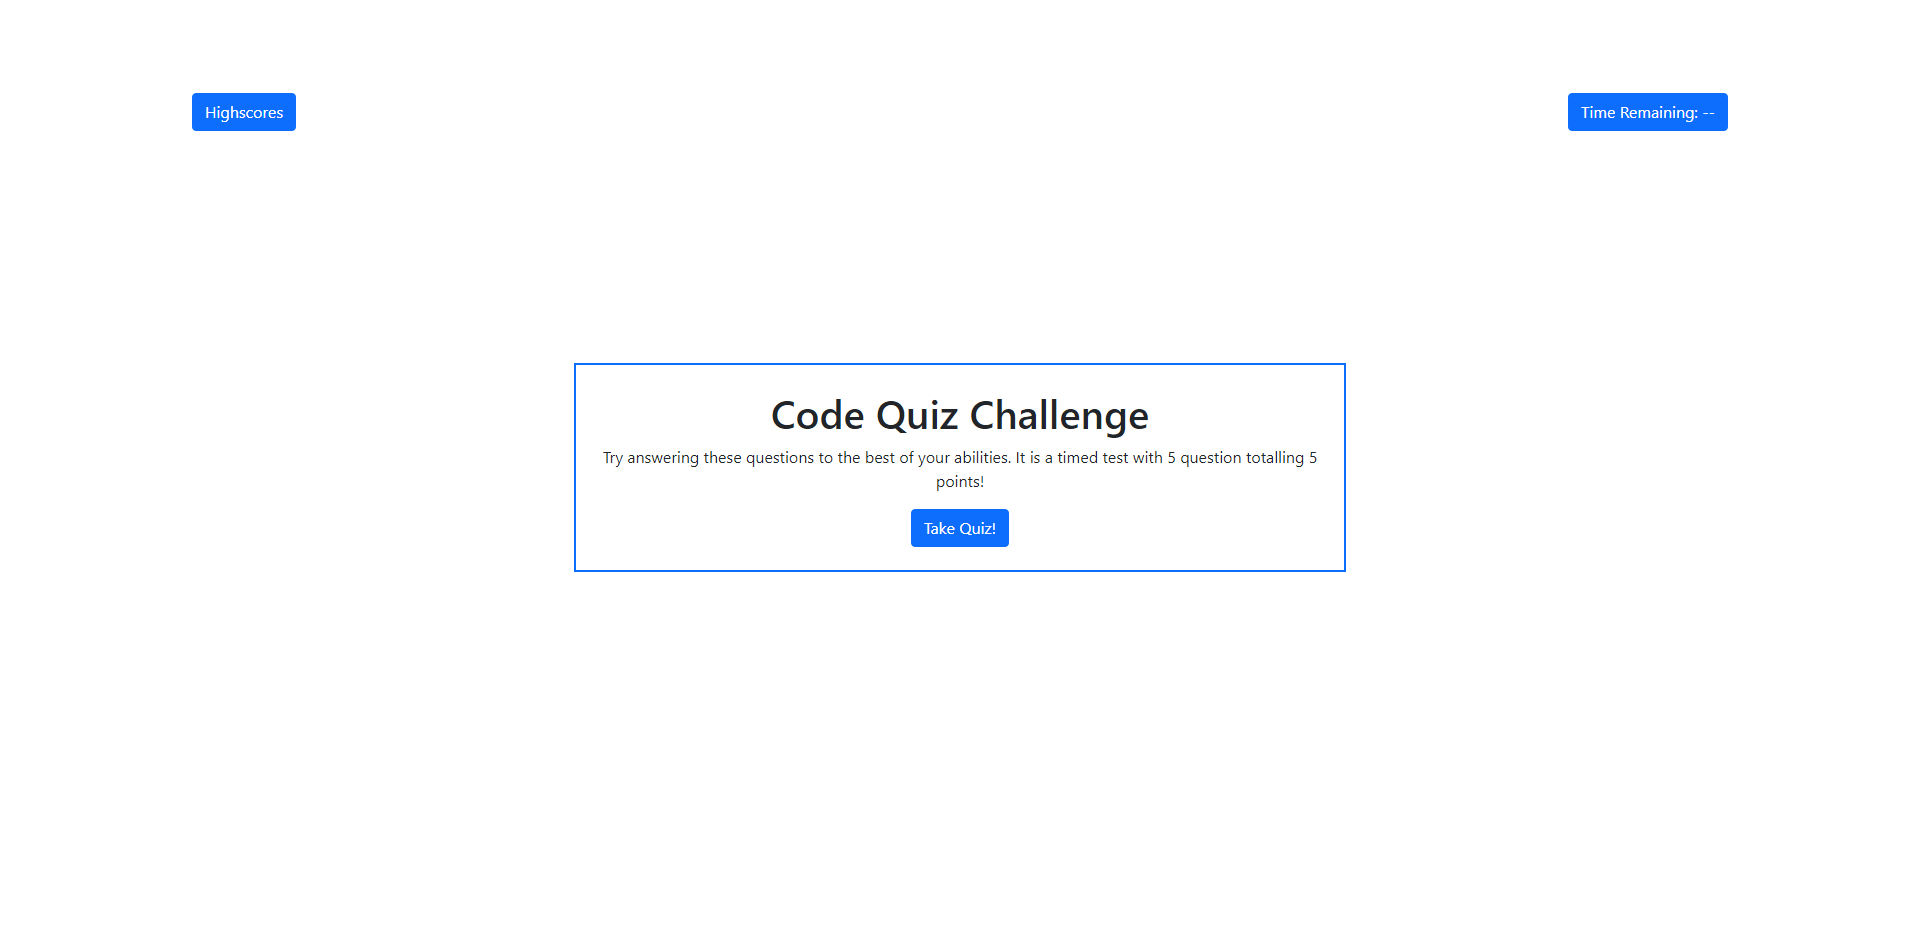 Highscores
Time Remaining: --
Code Quiz Challenge
Try answering these questions to the best of your abilities. It is a timed test with 5 question totalling 5
points!
Take Quiz!